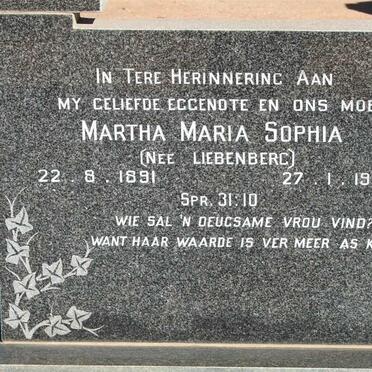 IN TERE HERINNERING AAN
MY GELIEFDE EGGENOTE EN ONS
MARTHA MARIA SOPHIA
(NEE LIEBENBERG)
22.8.1891 27.1.19
SPR. 31:10
WIE SAL 'N DEUGSAME VROU VIND?
WANT HAAR WAARDE IS VER MEER AS